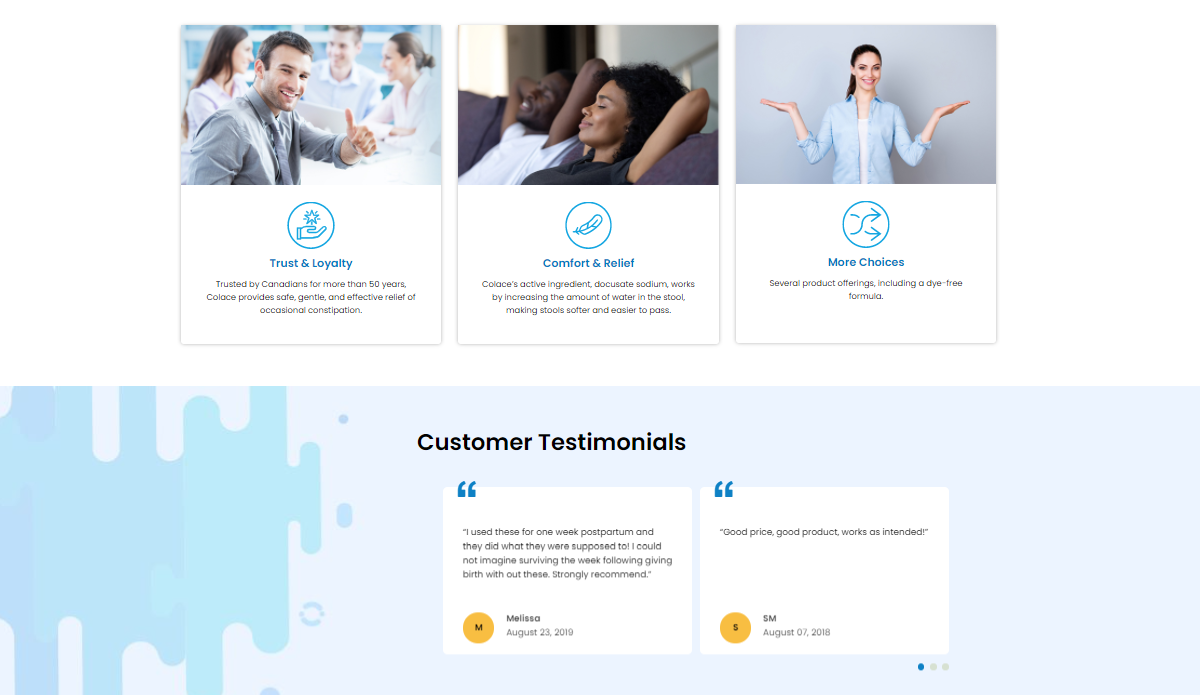 Trust & Loyalty
Trusted by Canadians for more than 50 years,
Colace provides safe, gentle, and effective relief of
occasional constipation.
Comfort & Relief
Colace's active ingredient, docusate sodium, works
by increasing the amount of water in the stool,
making stools softer and easier to pass.
More Choices
Several product offerings, including a dye-free
formula.
Customer Testimonials
“I used these for one week postpartum and
they did what they were supposed to! I could
not imagine surviving the week following giving
birth with out these. Strongly recommend.”
M
Melissa
August 23, 2019
“Good price, good product, works as intended!”
S
SM
August 07, 2018